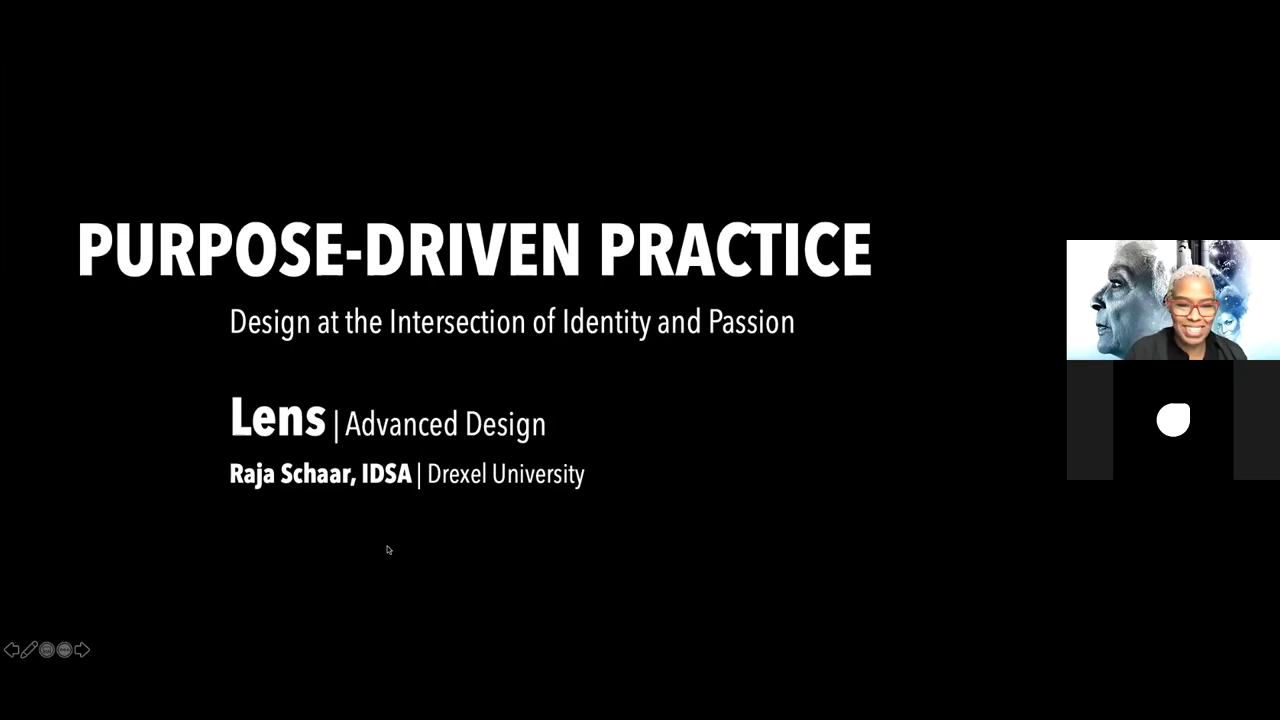 PURPOSE-DRIVEN PRACTICE
Design at the Intersection of Identity and Passion
Lens | Advanced Design
Raja Schaar, IDSA | Drexel University